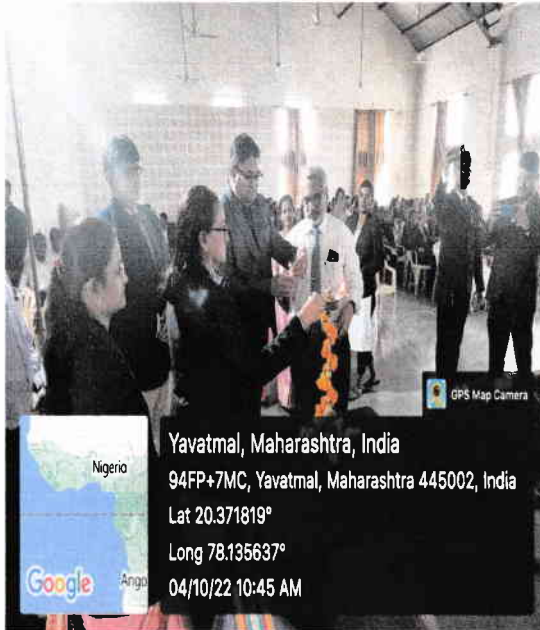 GPS Map Camera
Yavatmal, Maharashtra, India
94FP+7MC, Yavatmal, Maharashtra 445002, India
Lat 20.371819°
Long 78.135637°
04/10/22 10:45 AM
Nigeria
Ango
Google